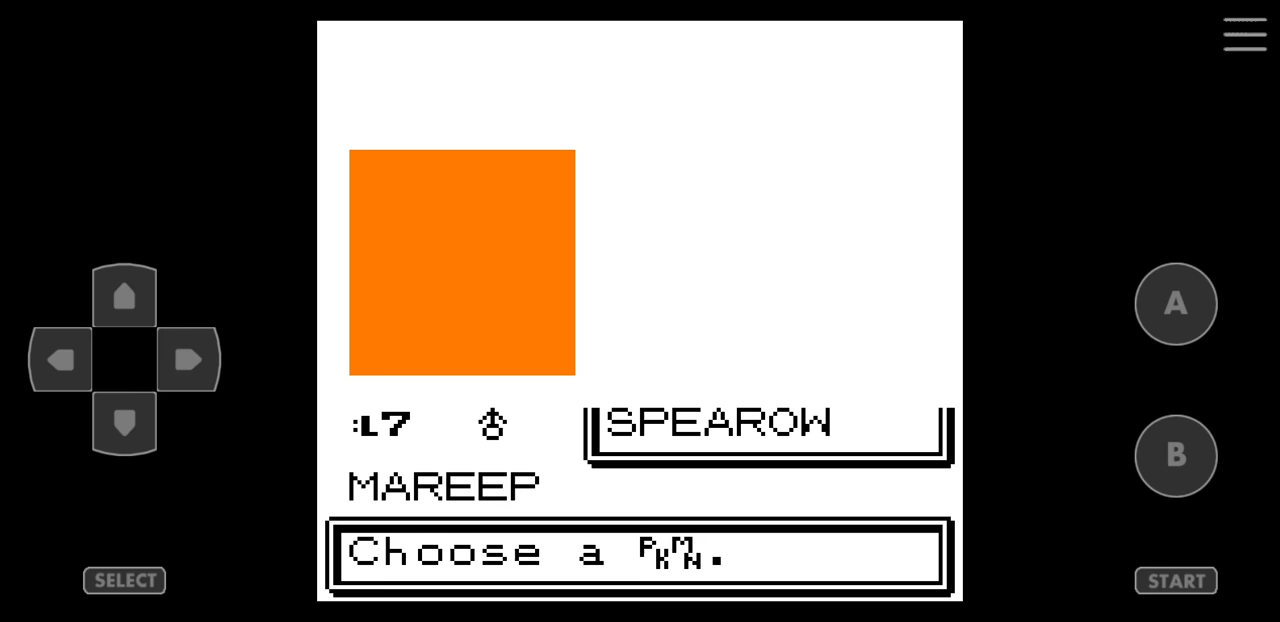 :L7 ♂
SPEAROW
MAREEP
Choose a PKMN.
A
B
SELECT
START